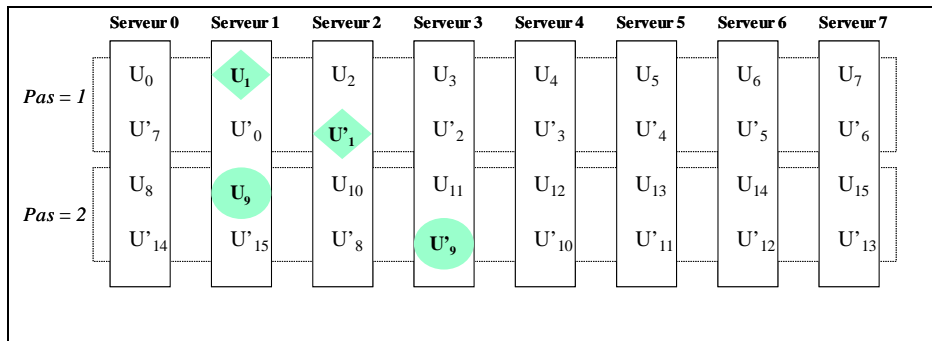 Serveur 0 Serveur 1 Serveur 2 Serveur 3 Serveur 4 Serveur 5 Serveur 6 Serveur 7
U0 U1 U2 U3 U4 U5 U6 U7
Pas = 1
U'7 U'0 U'1 U'2 U'3 U'4 U'5 U'6
U8 U9 U10 U11 U12 U13 U14 U15
Pas = 2
U'14 U'15 U'8 U'9 U'10 U'11 U'12 U'13